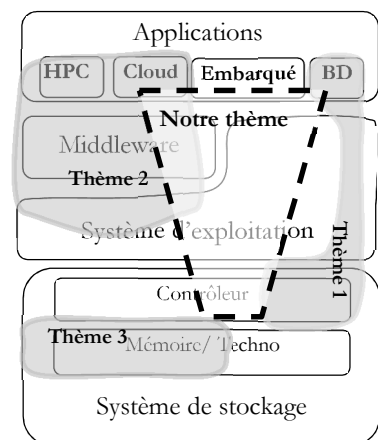 Applications
HPC Cloud Embarqué BD
Notre thème
Middleware
Thème 2
Système d'exploitation
Thème 1
Contrôleur
Thème 3
Mémoire/ Techno
Système de stockage